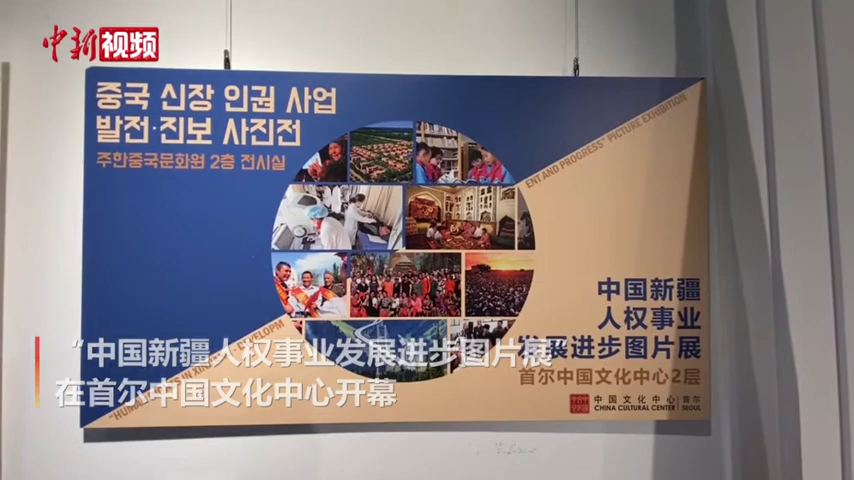 中新视频
중국 신장 인권 사업
발전·진보 사진전
주한중국문화원 2층 전시실
ENT AND PROGRESS" PICTURE EXHIBITION
中国新疆
人权事业
发展进步图片展
首尔中国文化中心2层
中国文化中心 首尔
CHINA CULTURAL CENTER SEOUL
"中国新疆人权事业发展进步图片展"
在首尔中国文化中心开幕